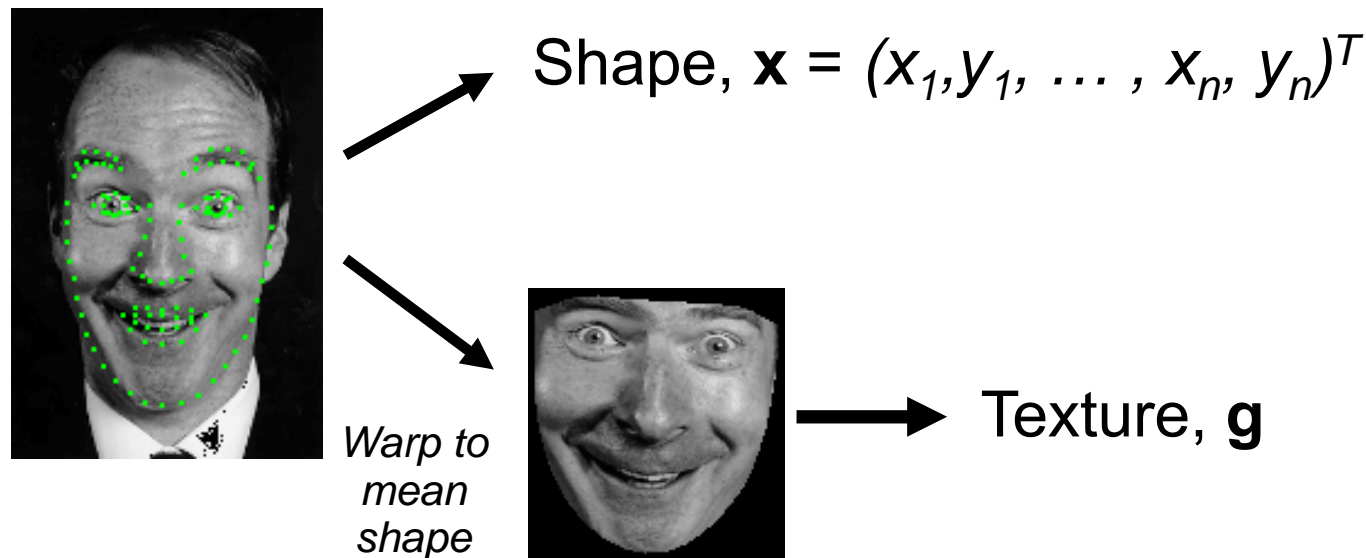 Shape, x = (x₁,y₁, … , xₙ, yₙ)ᵀ
Warp to
mean
shape
Texture, g